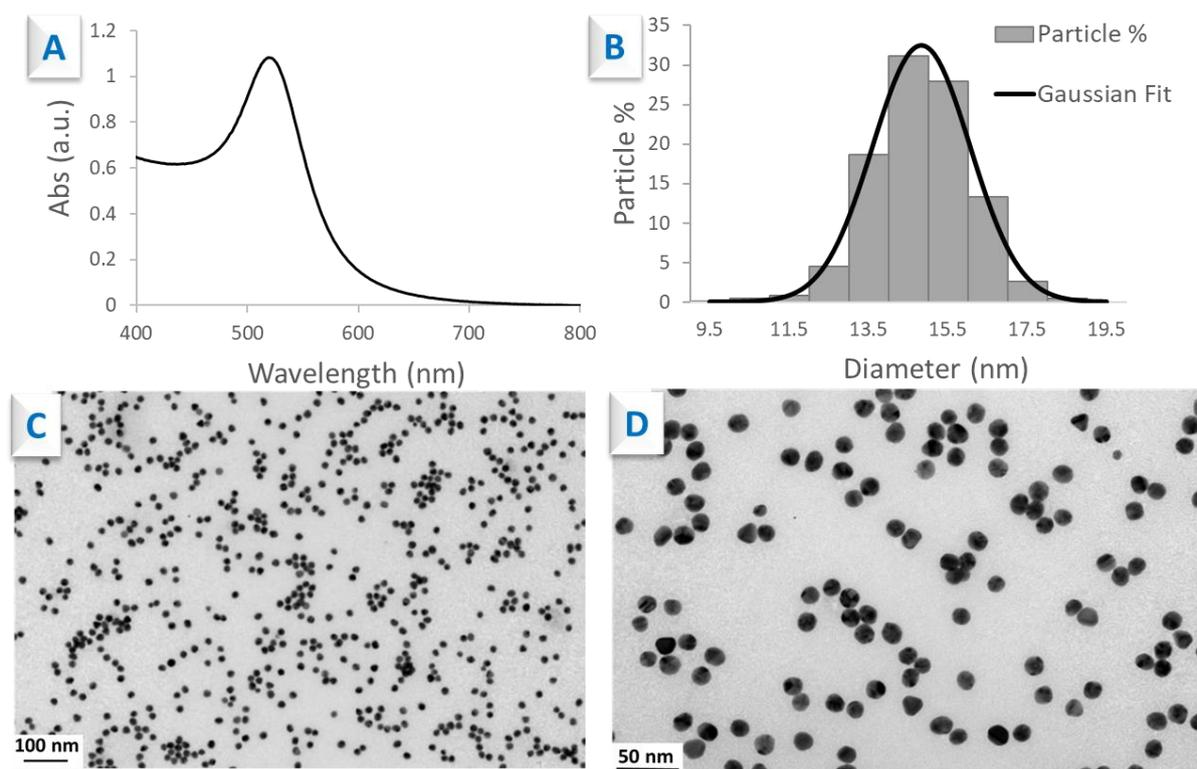 A
1.2
1
0.8
0.6
0.4
0.2
0
Abs (a.u.)
400 500 600 700 800
Wavelength (nm)
B
35
30
25
20
15
10
5
0
Particle %
Particle %
Gaussian Fit
9.5 11.5 13.5 15.5 17.5 19.5
Diameter (nm)
C
100 nm
D
50 nm